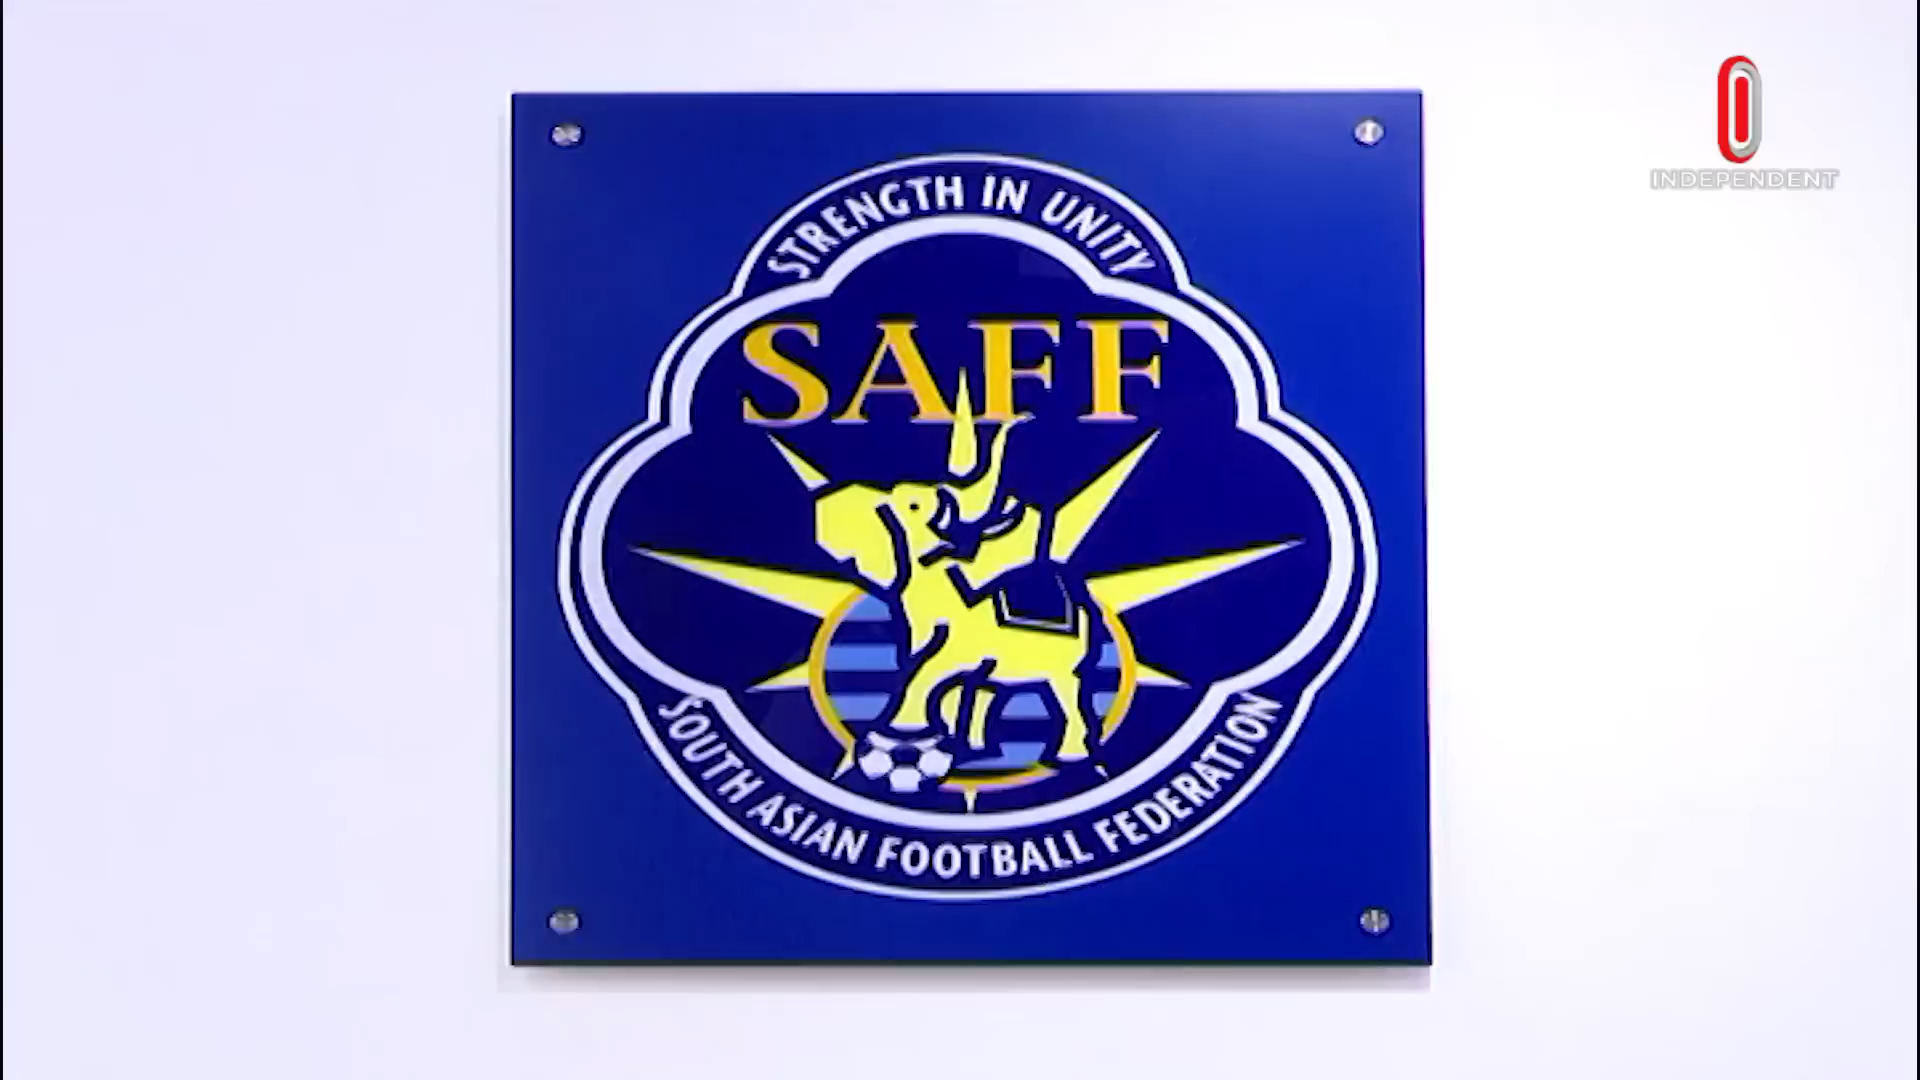 STRENGTH IN UNITY
SAFF
SOUTH ASIAN FOOTBALL FEDERATION
INDEPENDENT